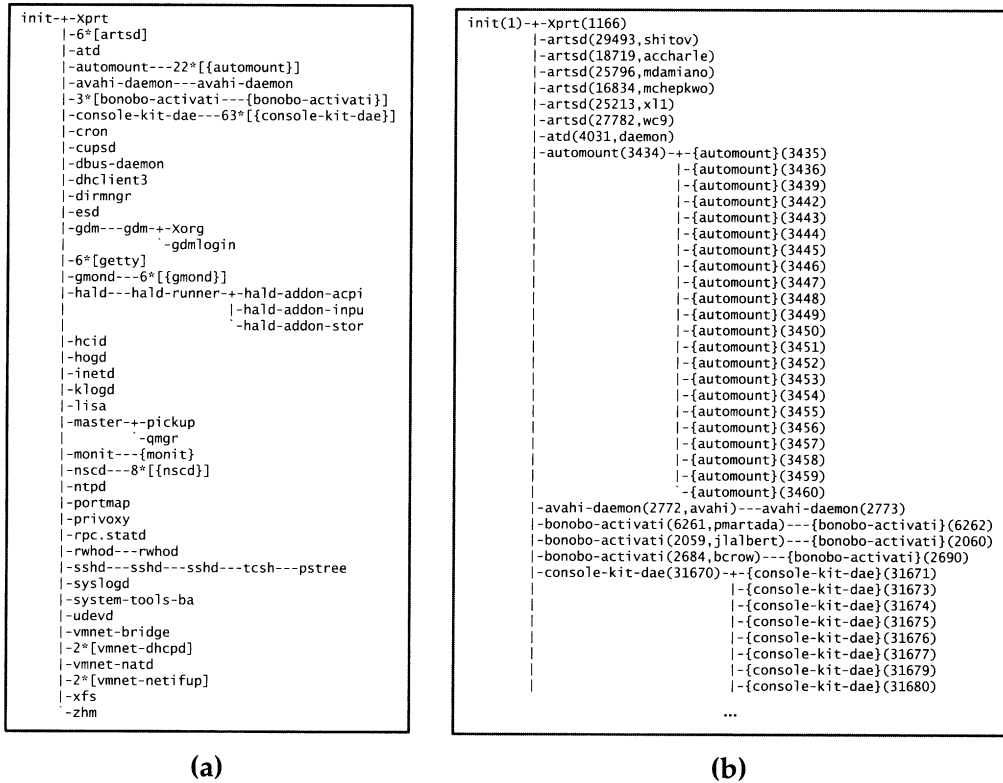 init-+-Xprt
     |-6*[artsd]
     |-atd
     |-automount---22*[{automount}]
     |-avahi-daemon---avahi-daemon
     |-3*[bonobo-activati---{bonobo-activati}]
     |-console-kit-dae---63*[{console-kit-dae}]
     |-cron
     |-cupsd
     |-dbus-daemon
     |-dhclient3
     |-dirmngr
     |-esd
     |-gdm---gdm-+-Xorg
     |           `-gdmlogin
     |-6*[getty]
     |-gmond---6*[{gmond}]
     |-hald---hald-runner-+-hald-addon-acpi
     |                    |-hald-addon-inpu
     |                    `-hald-addon-stor
     |-hcid
     |-hogd
     |-inetd
     |-klogd
     |-lisa
     |-master-+-pickup
     |        `-qmgr
     |-monit---{monit}
     |-nscd---8*[{nscd}]
     |-ntpd
     |-portmap
     |-privoxy
     |-rpc.statd
     |-rwhod---rwhod
     |-sshd---sshd---sshd---tcsh---pstree
     |-syslogd
     |-system-tools-ba
     |-udevd
     |-vmnet-bridge
     |-2*[vmnet-dhcpd]
     |-vmnet-natd
     |-2*[vmnet-netifup]
     |-xfs
     `-zhm
(a)
init(1)-+-Xprt(1166)
        |-artsd(29493,shitov)
        |-artsd(18719,accharle)
        |-artsd(25796,mdamiano)
        |-artsd(16834,mchepkwo)
        |-artsd(25213,xl1)
        |-artsd(27782,wc9)
        |-atd(4031,daemon)
        |-automount(3434)-+-{automount}(3435)
        |                 |-{automount}(3436)
        |                 |-{automount}(3439)
        |                 |-{automount}(3442)
        |                 |-{automount}(3443)
        |                 |-{automount}(3444)
        |                 |-{automount}(3445)
        |                 |-{automount}(3446)
        |                 |-{automount}(3447)
        |                 |-{automount}(3448)
        |                 |-{automount}(3449)
        |                 |-{automount}(3450)
        |                 |-{automount}(3451)
        |                 |-{automount}(3452)
        |                 |-{automount}(3453)
        |                 |-{automount}(3454)
        |                 |-{automount}(3455)
        |                 |-{automount}(3456)
        |                 |-{automount}(3457)
        |                 |-{automount}(3458)
        |                 |-{automount}(3459)
        |                 `-{automount}(3460)
        |-avahi-daemon(2772,avahi)---avahi-daemon(2773)
        |-bonobo-activati(6261,pmartada)---{bonobo-activati}(6262)
        |-bonobo-activati(2059,jlalbert)---{bonobo-activati}(2060)
        |-bonobo-activati(2684,bcrow)---{bonobo-activati}(2690)
        |-console-kit-dae(31670)-+-{console-kit-dae}(31671)
        |                        |-{console-kit-dae}(31673)
        |                        |-{console-kit-dae}(31674)
        |                        |-{console-kit-dae}(31675)
        |                        |-{console-kit-dae}(31676)
        |                        |-{console-kit-dae}(31677)
        |                        |-{console-kit-dae}(31679)
        |                        |-{console-kit-dae}(31680)
...
(b)